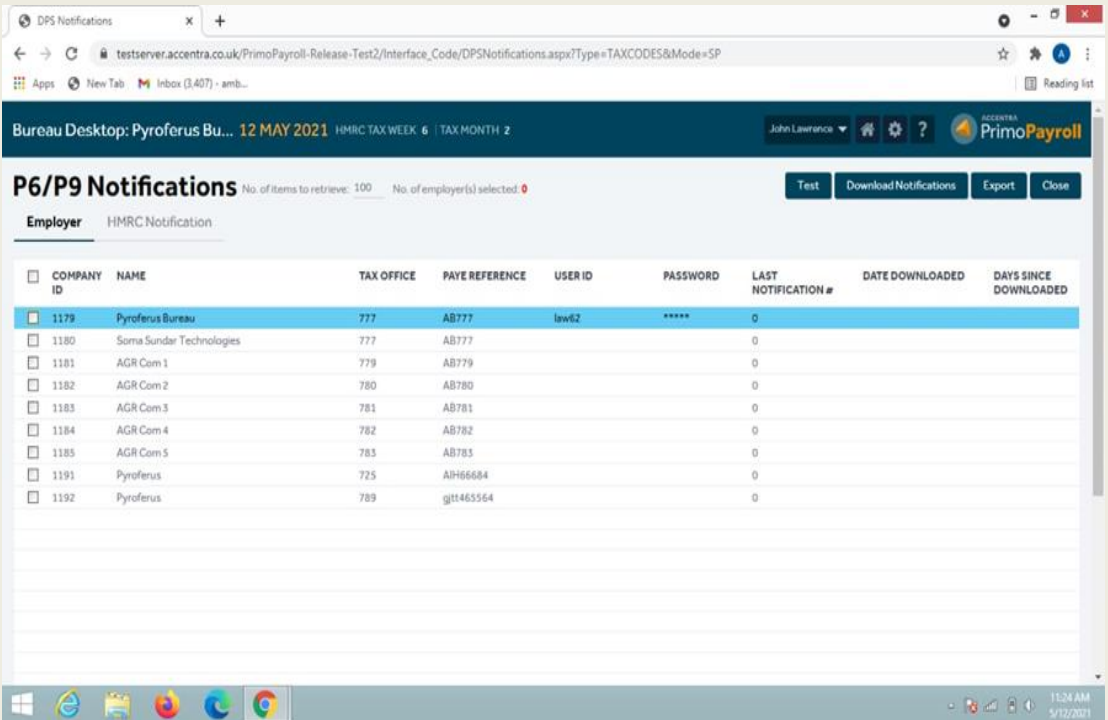 DPS Notifications
testserver.accentra.co.uk/PrimoPayroll-Release-Test2/Interface_Code/DPSNotifications.aspx?Type=TAXCODES&Mode=SP
A
Apps New Tab Inbox (3,407) - amb... Reading list
Bureau Desktop: Pyroferus Bu... 12 MAY 2021 HMRC TAX WEEK 6 | TAX MONTH 2 John Lawrence ? ACCENTRA PrimoPayroll
P6/P9 Notifications No. of items to retrieve: 100 No. of employer(s) selected: 0 Test Download Notifications Export Close
Employer HMRC Notification
COMPANY ID NAME TAX OFFICE PAYE REFERENCE USER ID PASSWORD LAST NOTIFICATION # DATE DOWNLOADED DAYS SINCE DOWNLOADED
1179 Pyroferus Bureau 777 AB777 law62 ***** 0
1180 Soma Sundar Technologies 777 AB777 0
1181 AGR Com 1 779 AB779 0
1182 AGR Com 2 780 AB780 0
1183 AGR Com 3 781 AB781 0
1184 AGR Com 4 782 AB782 0
1185 AGR Com 5 783 AB783 0
1191 Pyroferus 725 AIH66684 0
1192 Pyroferus 789 gjtt465564 0
11:24 AM
5/12/2021